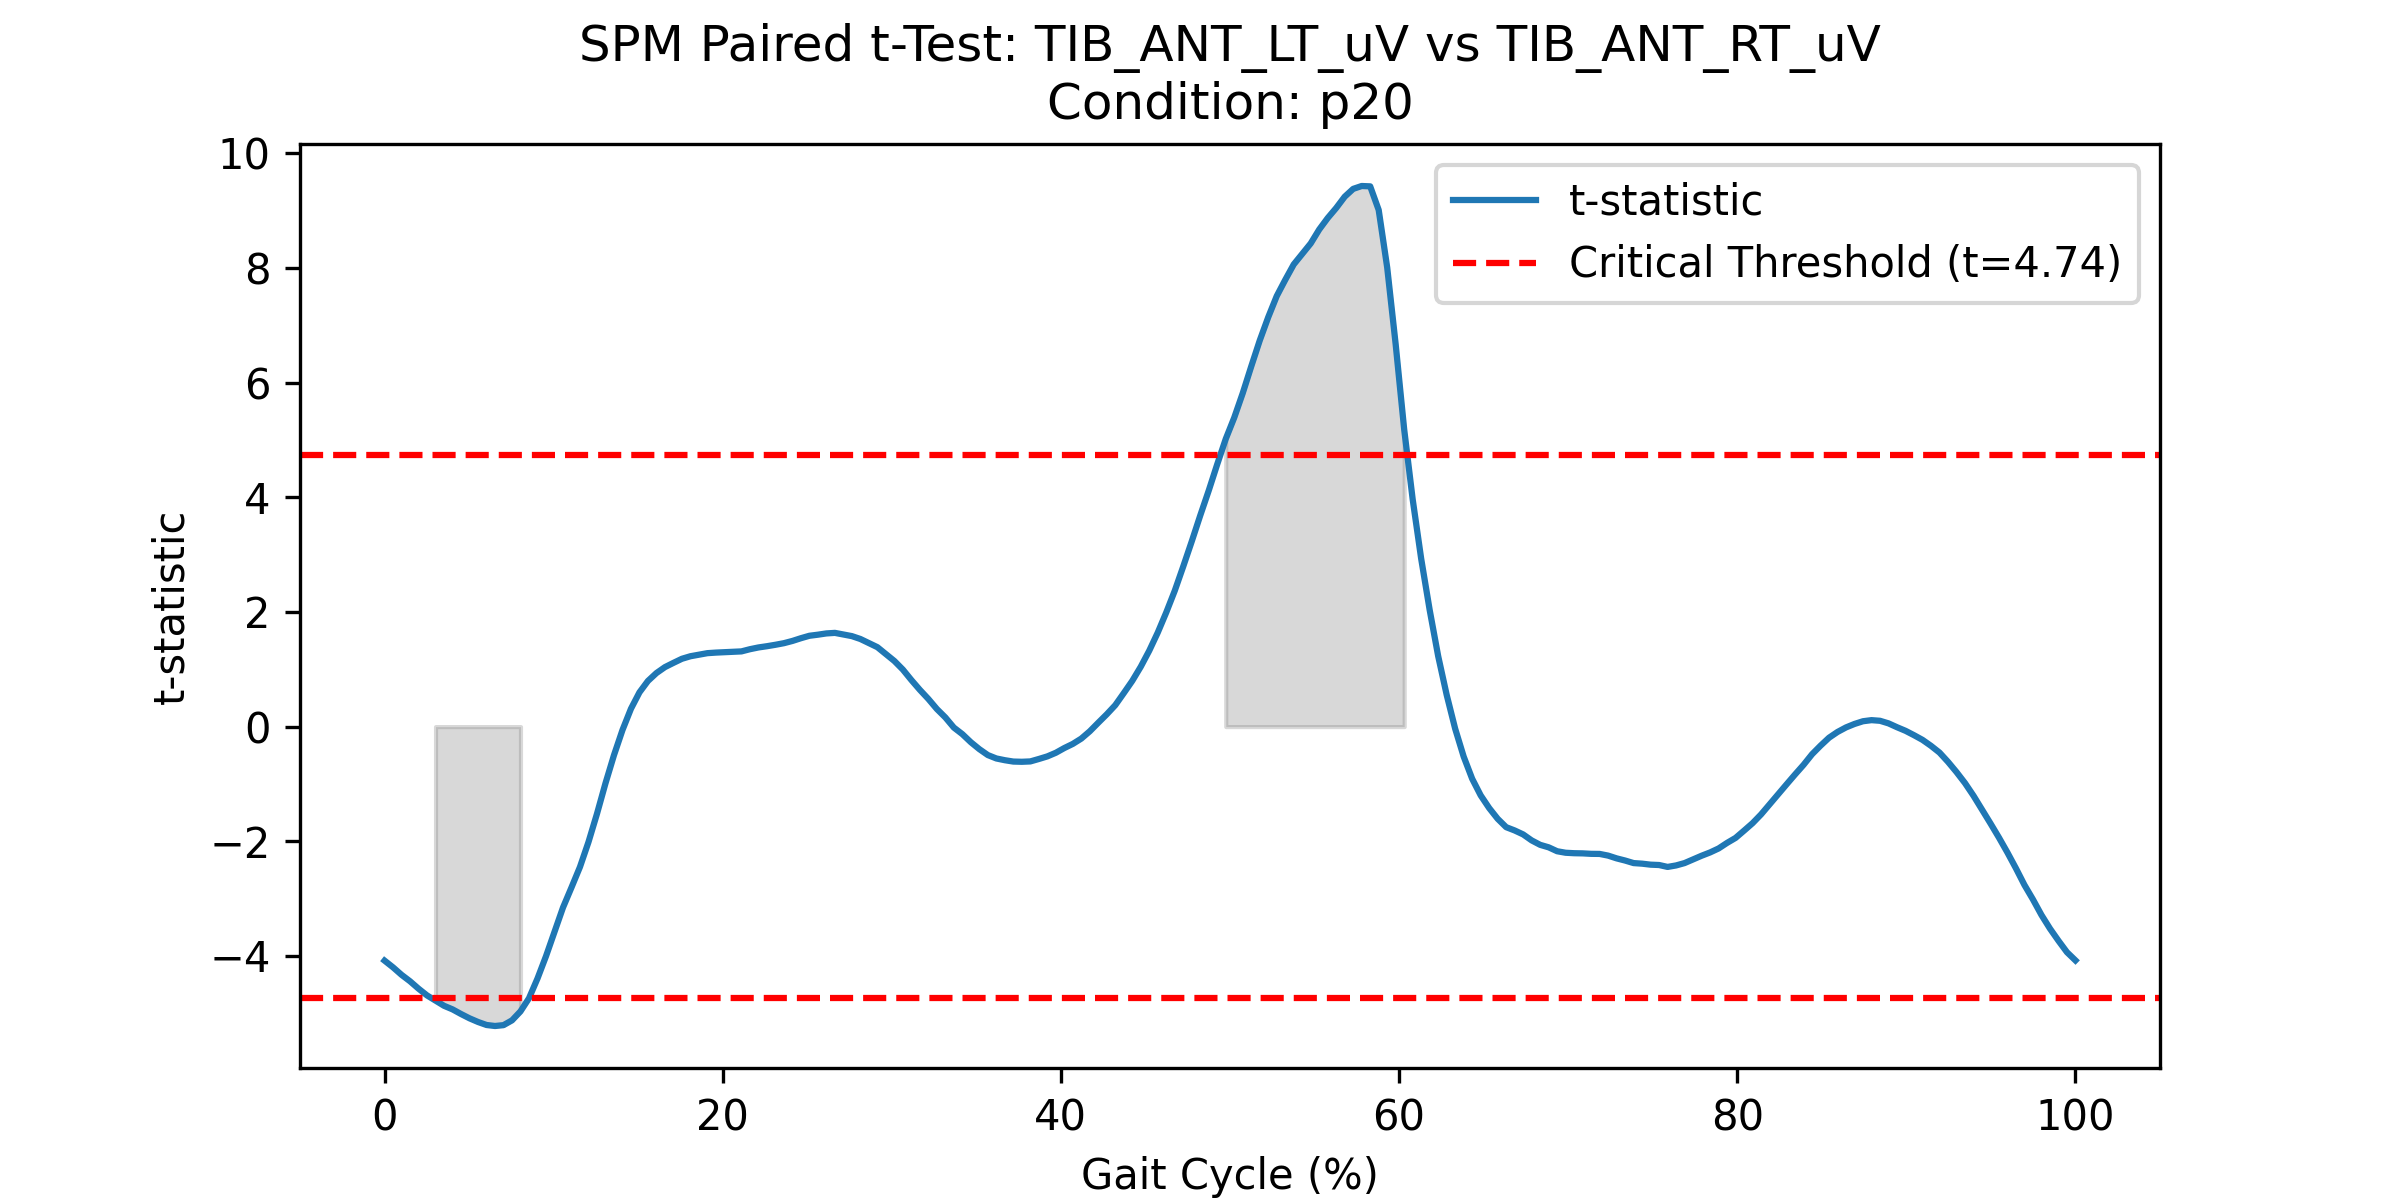 SPM Paired t-Test: TIB_ANT_LT_uV vs TIB_ANT_RT_uV
Condition: p20
t-statistic
Critical Threshold (t=4.74)
10
8
6
4
2
0
−2
−4
t-statistic
0 20 40 60 80 100
Gait Cycle (%)